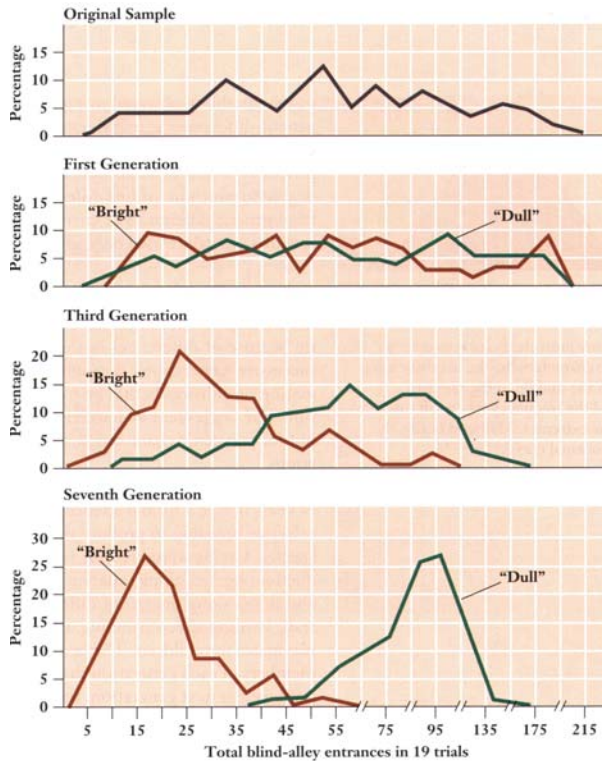 Original Sample
Percentage
15
10
5
0
First Generation
Percentage
15
10
5
0
“Bright”
“Dull”
Third Generation
Percentage
20
15
10
5
0
“Bright”
“Dull”
Seventh Generation
Percentage
30
25
20
15
10
5
0
“Bright”
“Dull”
5 15 25 35 45 55 75 95 135 175 215
Total blind-alley entrances in 19 trials